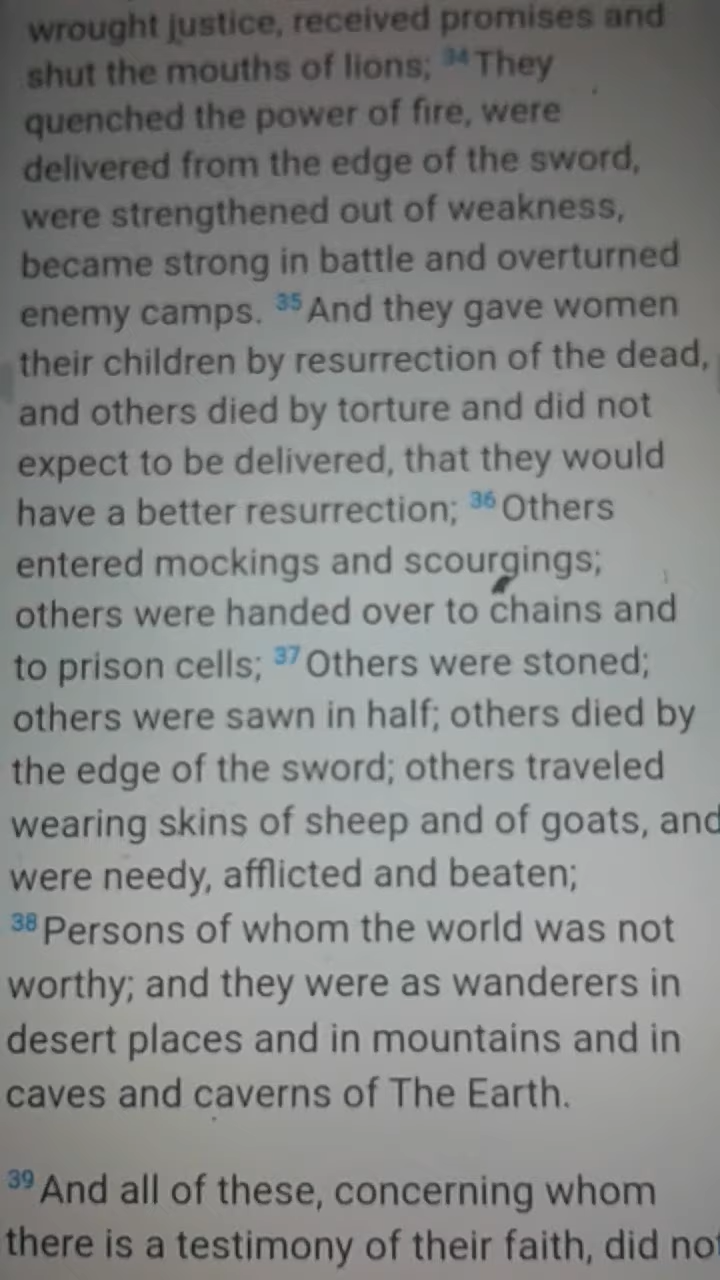 wrought justice, received promises and
shut the mouths of lions; 34 They
quenched the power of fire, were
delivered from the edge of the sword,
were strengthened out of weakness,
became strong in battle and overturned
enemy camps. 35 And they gave women
their children by resurrection of the dead,
and others died by torture and did not
expect to be delivered, that they would
have a better resurrection; 36 Others
entered mockings and scourgings;
others were handed over to chains and
to prison cells; 37 Others were stoned;
others were sawn in half; others died by
the edge of the sword; others traveled
wearing skins of sheep and of goats, and
were needy, afflicted and beaten;
38 Persons of whom the world was not
worthy; and they were as wanderers in
desert places and in mountains and in
caves and caverns of The Earth.
39 And all of these, concerning whom
there is a testimony of their faith, did not